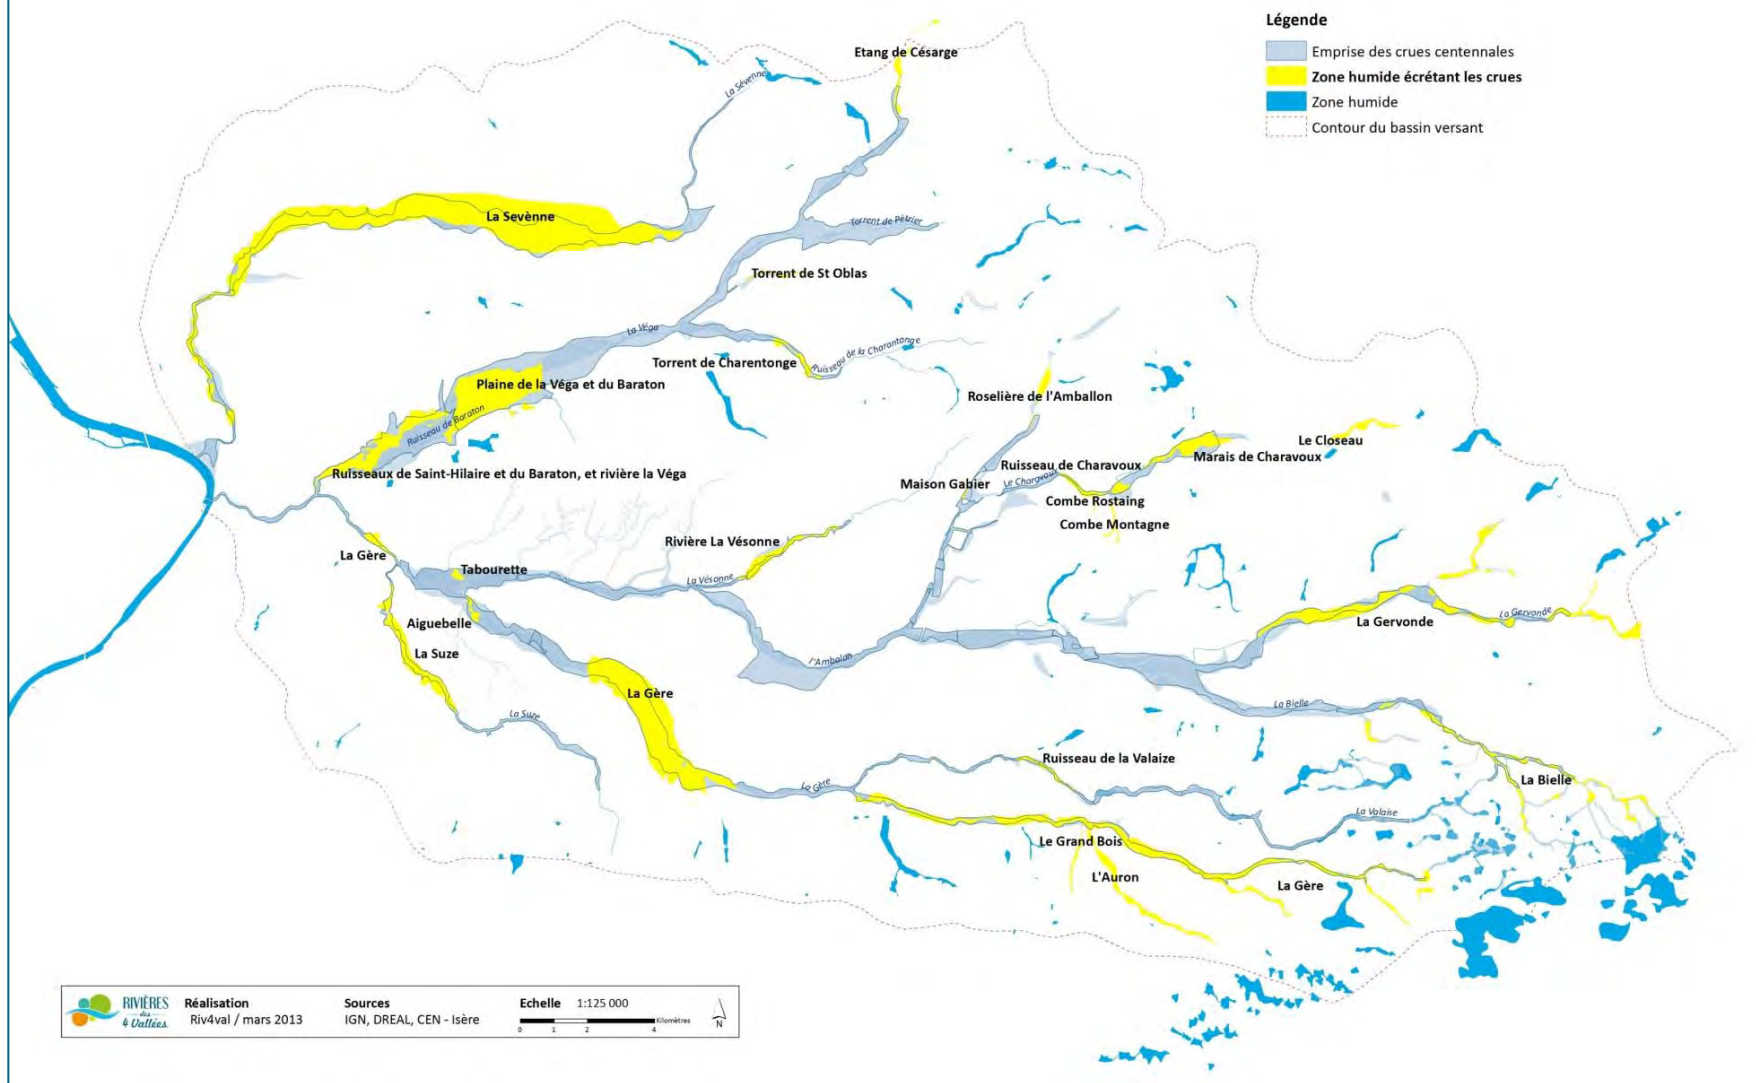 Légende
Emprise des crues centennales
Zone humide écrétant les crues
Zone humide
Contour du bassin versant
Etang de Césarge
La Sévenne
La Sevènne
Torrent de Pétrier
Torrent de St Oblas
La Véga
Torrent de Charentonge
Ruisseau de la Charantonge
Plaine de la Véga et du Baraton
Ruisseau de Baraton
Roselière de l'Amballon
Le Closeau
Marais de Charavoux
Ruisseau de Charavoux
Ruisseaux de Saint-Hilaire et du Baraton, et rivière la Véga
Maison Gabier
Le Charavoux
Combe Rostaing
Combe Montagne
Rivière La Vésonne
La Gère
Tabourette
La Vésonne
Aiguebelle
La Gervonde
La Gervonde
La Suze
l'Ambalon
La Gère
La Bielle
La Suze
Ruisseau de la Valaize
La Bielle
La Gère
La Valaise
Le Grand Bois
L'Auron
La Gère
RIVIÈRES
des
4 Vallées
Réalisation
Riv4val / mars 2013
Sources
IGN, DREAL, CEN - Isère
Echelle 1:125 000
Kilomètres
0 1 2 4
N